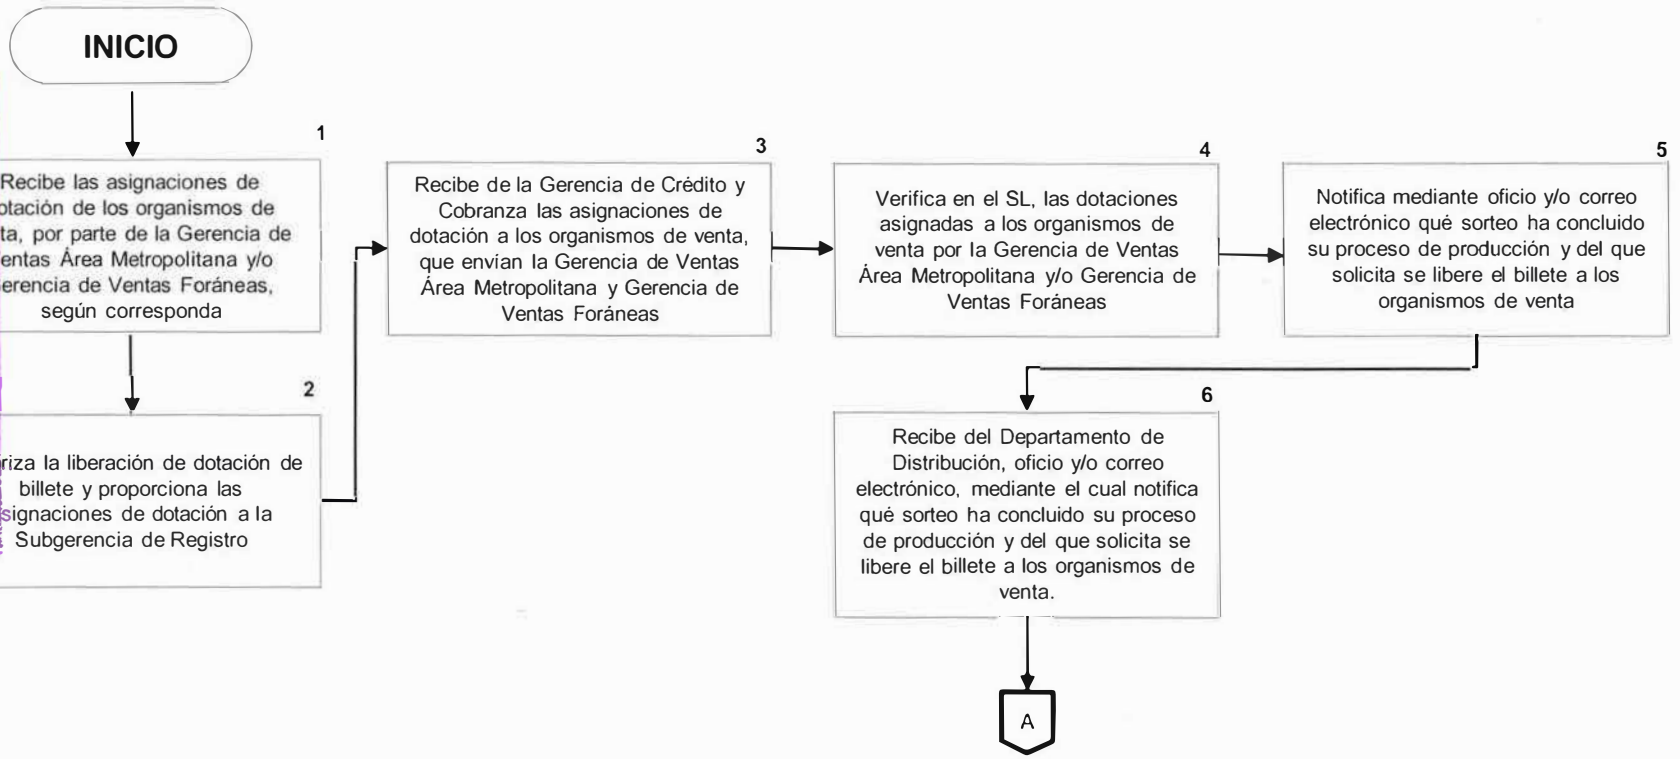 INICIO
1
Recibe las asignaciones de
de los organismos de
por parte de la Gerencia de
Área Metropolitana y/o
de Ventas Foráneas,
según corresponda
2
la liberación de dotación de
billete y proporciona las
de dotación a la
Subgerencia de Registro
3
Recibe de la Gerencia de Crédito y
Cobranza las asignaciones de
dotación a los organismos de venta,
que envían la Gerencia de Ventas
Área Metropolitana y Gerencia de
Ventas Foráneas
4
Verifica en el SL, las dotaciones
asignadas a los organismos de
venta por la Gerencia de Ventas
Área Metropolitana y/o Gerencia de
Ventas Foráneas
5
Notifica mediante oficio y/o correo
electrónico qué sorteo ha concluido
su proceso de producción y del que
solicita se libere el billete a los
organismos de venta
6
Recibe del Departamento de
Distribución, oficio y/o correo
electrónico, mediante el cual notifica
qué sorteo ha concluido su proceso
de producción y del que solicita se
libere el billete a los organismos de
venta.
A